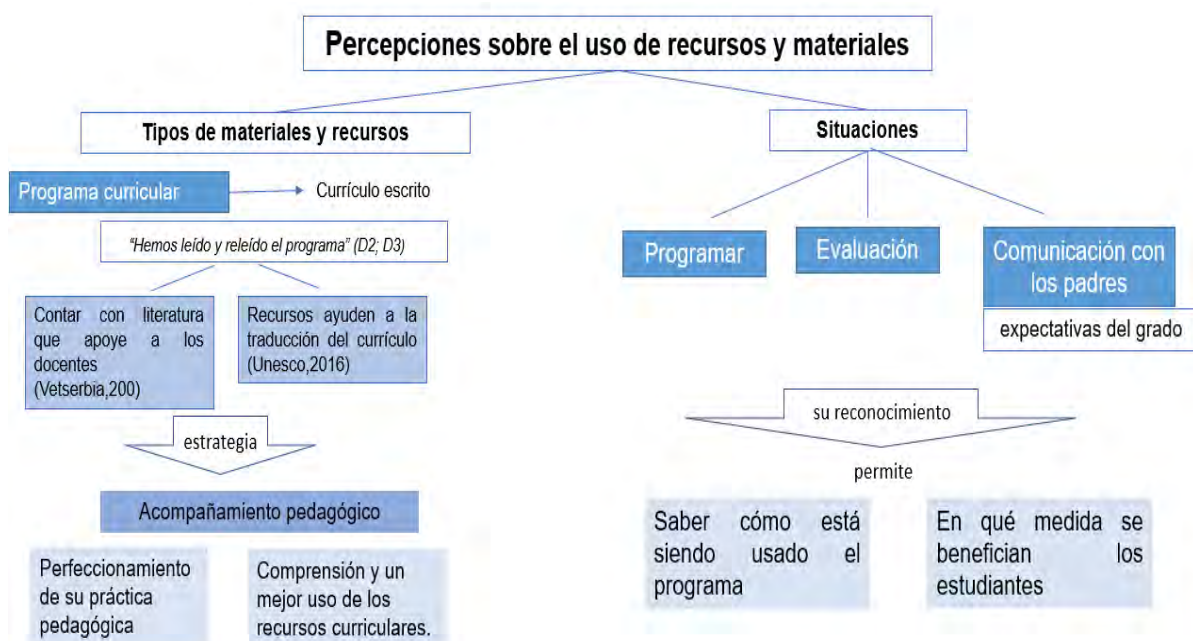 Percepciones sobre el uso de recursos y materiales
Tipos de materiales y recursos
Programa curricular
Currículo escrito
“Hemos leído y releído el programa” (D2; D3)
Contar con literatura
que apoye a los
docentes
(Vetserbia,200)
Recursos ayuden a la
traducción del currículo
(Unesco,2016)
estrategia
Acompañamiento pedagógico
Perfeccionamiento
de su práctica
pedagógica
Comprensión y un
mejor uso de los
recursos curriculares.
Situaciones
Programar
Evaluación
Comunicación con
los padres
expectativas del grado
su reconocimiento
permite
Saber cómo está
siendo usado el
programa
En qué medida se
benefician los
estudiantes